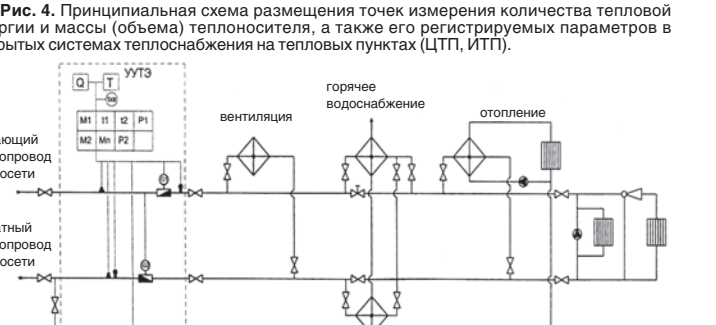 Рис. 4. Принципиальная схема размещения точек измерения количества тепловой
ргии и массы (объема) теплоносителя, а также его регистрируемых параметров в
рытых системах теплоснабжения на тепловых пунктах (ЦТП, ИТП).
УУТЭ
Q T
M1 t1 t2 P1
M2 Mп P2
вентиляция
горячее
водоснабжение
отопление
ающий
опровод
осети
тный
опровод
осети